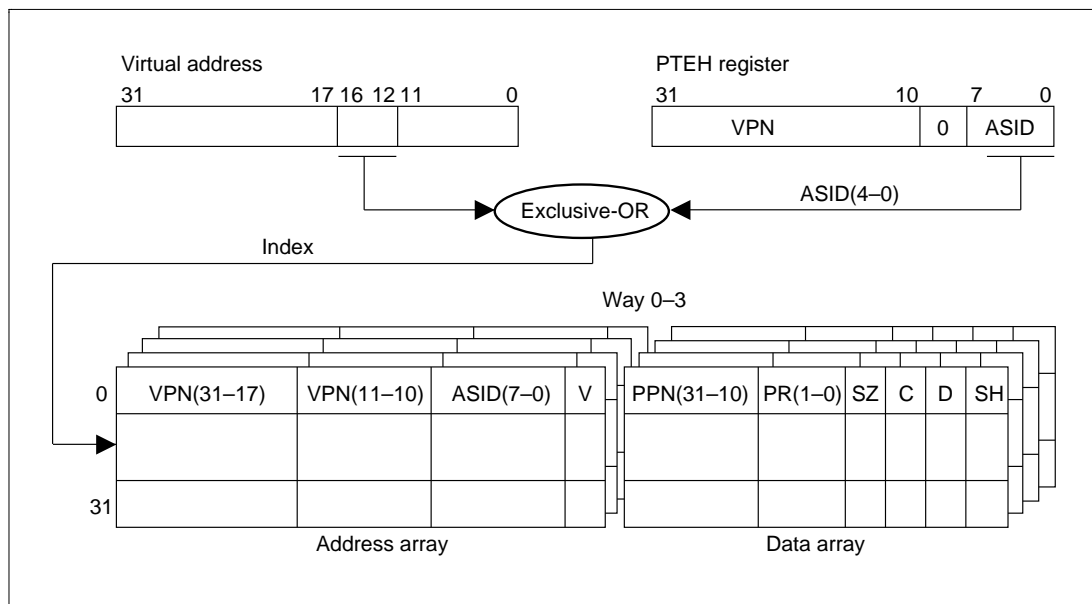 Virtual address
31 17 16 12 11 0
PTEH register
31 10 7 0
VPN 0 ASID
Exclusive-OR
ASID(4–0)
Index
Way 0–3
0 VPN(31–17) VPN(11–10) ASID(7–0) V PPN(31–10) PR(1–0) SZ C D SH
31
Address array
Data array